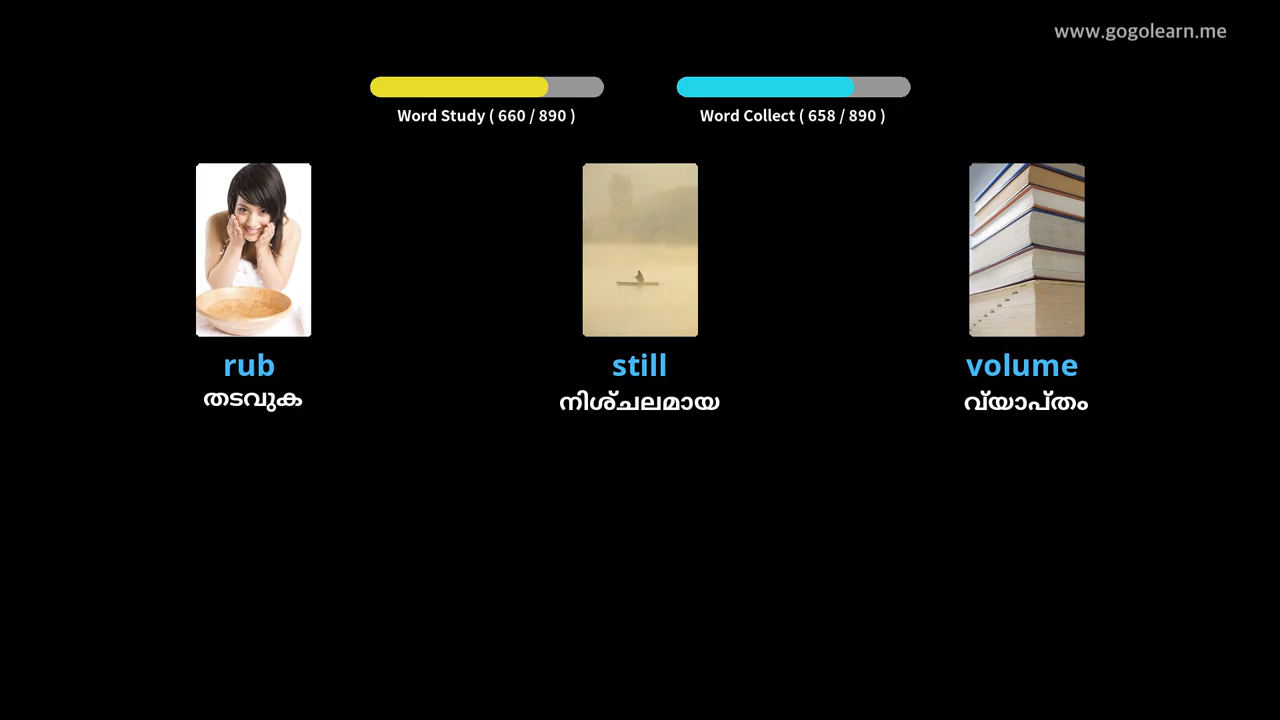 www.gogolearn.me
Word Study ( 660 / 890 )
Word Collect ( 658 / 890 )
rub
തടവുക
still
നിശ്ചലമായ
volume
വ്യാപ്തം